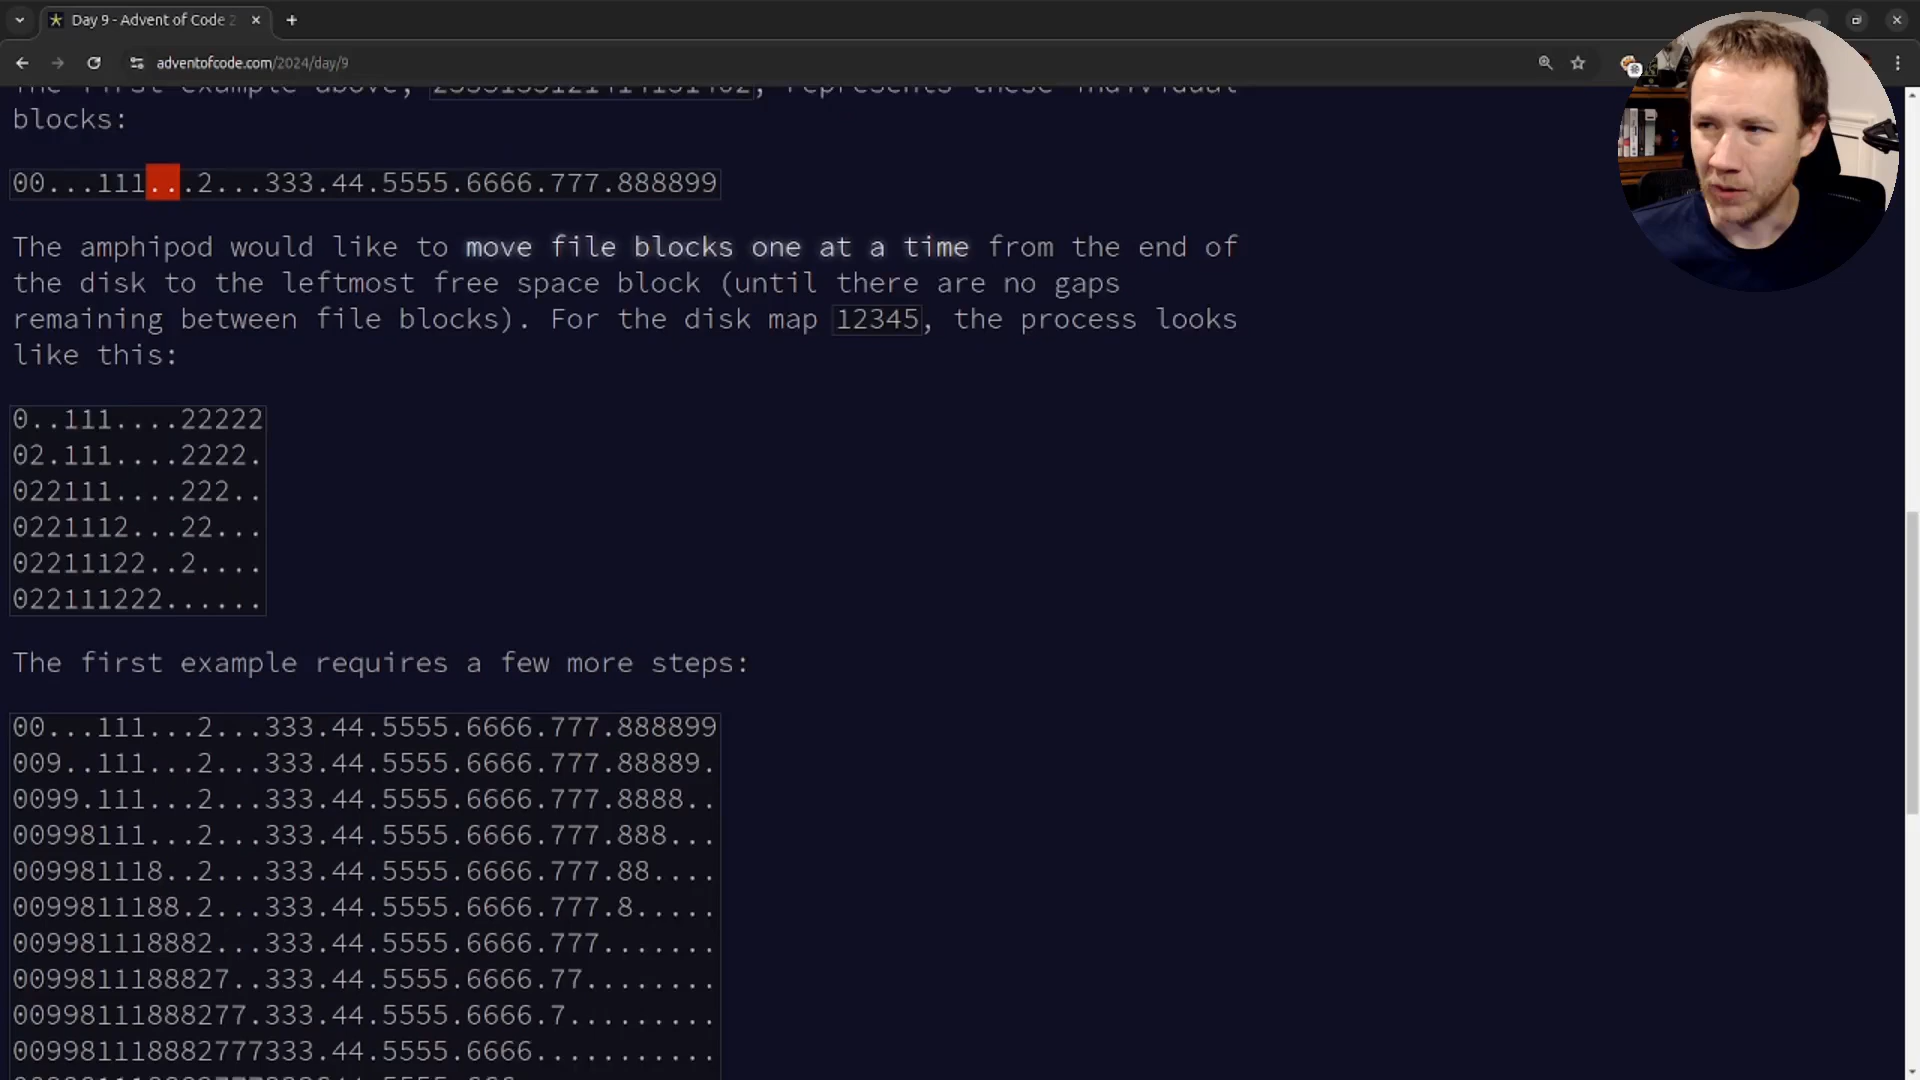 Day 9 - Advent of Code 2
adventofcode.com/2024/day/9
The first example above, 2333133121414131402, represents these individual
blocks:
00...111...2...333.44.5555.6666.777.888899
The amphipod would like to move file blocks one at a time from the end of
the disk to the leftmost free space block (until there are no gaps
remaining between file blocks). For the disk map 12345, the process looks
like this:
0..111....22222
02.111....2222.
022111....222..
0221112...22...
02211122..2....
022111222......
The first example requires a few more steps:
00...111...2...333.44.5555.6666.777.888899
009..111...2...333.44.5555.6666.777.88889.
0099.111...2...333.44.5555.6666.777.8888..
00998111...2...333.44.5555.6666.777.888...
009981118..2...333.44.5555.6666.777.88....
0099811188.2...333.44.5555.6666.777.8.....
009981118882...333.44.5555.6666.777.......
0099811188827..333.44.5555.6666.77........
00998111888277.333.44.5555.6666.7.........
009981118882777333.44.5555.6666...........